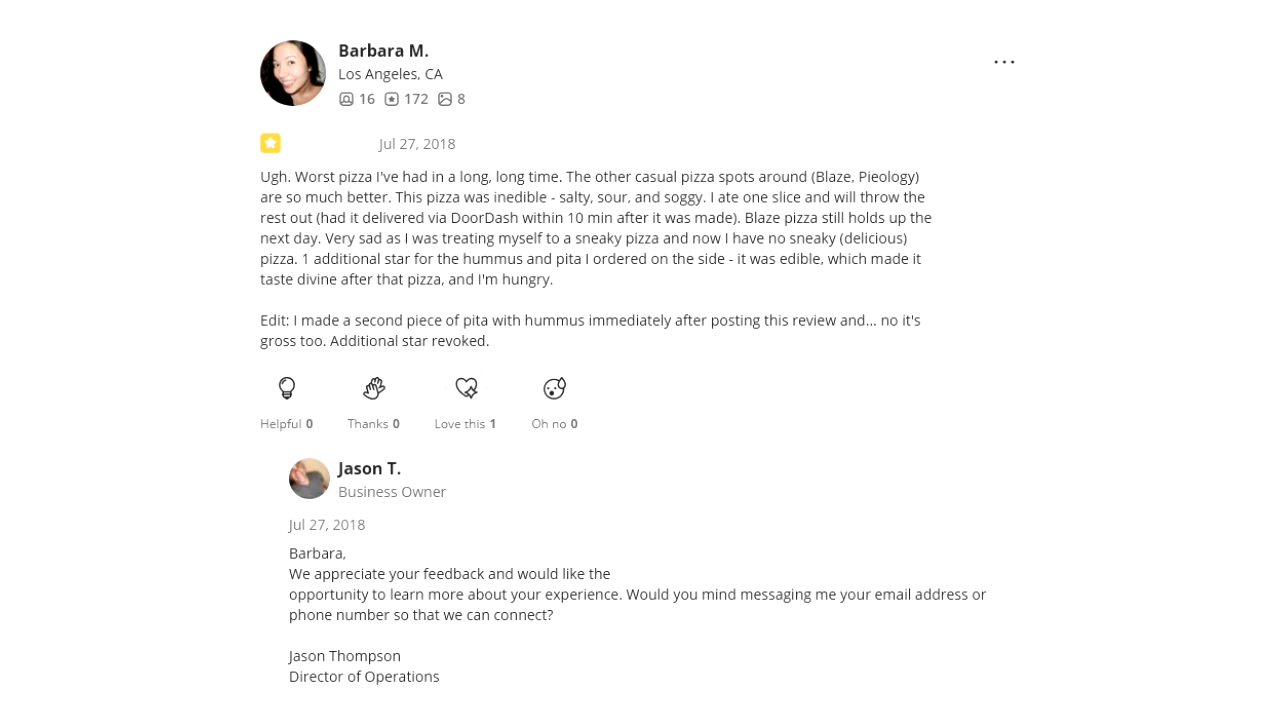 Barbara M.
Los Angeles, CA
16 172 8
Jul 27, 2018
Ugh. Worst pizza I've had in a long, long time. The other casual pizza spots around (Blaze, Pieology)
are so much better. This pizza was inedible - salty, sour, and soggy. I ate one slice and will throw the
rest out (had it delivered via DoorDash within 10 min after it was made). Blaze pizza still holds up the
next day. Very sad as I was treating myself to a sneaky pizza and now I have no sneaky (delicious)
pizza. 1 additional star for the hummus and pita I ordered on the side - it was edible, which made it
taste divine after that pizza, and I'm hungry.
Edit: I made a second piece of pita with hummus immediately after posting this review and... no it's
gross too. Additional star revoked.
Helpful 0 Thanks 0 Love this 1 Oh no 0
Jason T.
Business Owner
Jul 27, 2018
Barbara,
We appreciate your feedback and would like the
opportunity to learn more about your experience. Would you mind messaging me your email address or
phone number so that we can connect?
Jason Thompson
Director of Operations